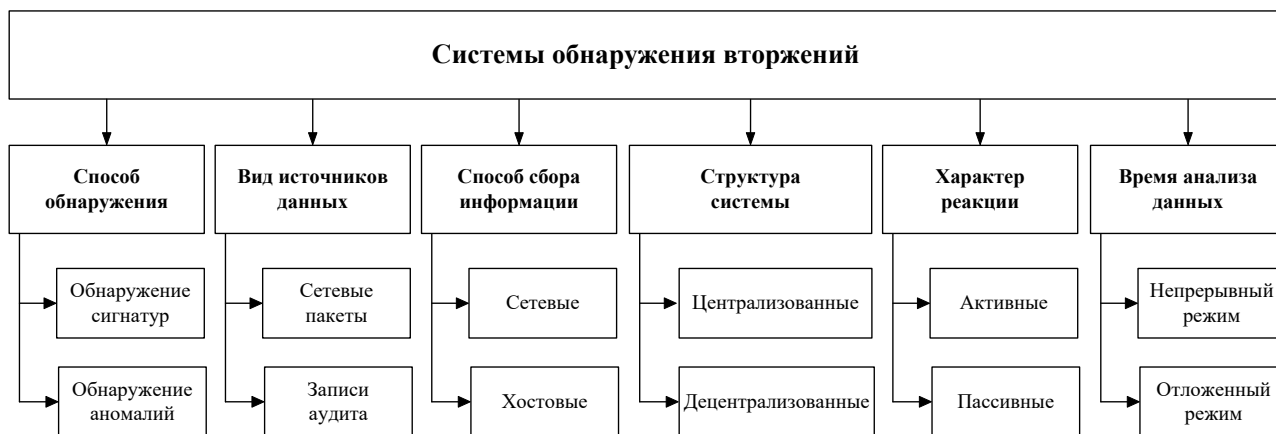 Системы обнаружения вторжений
Способ
обнаружения
Вид источников
данных
Способ сбора
информации
Структура
системы
Характер
реакции
Время анализа
данных
Обнаружение
сигнатур
Сетевые
пакеты
Сетевые
Централизованные
Активные
Непрерывный
режим
Обнаружение
аномалий
Записи
аудита
Хостовые
Децентрализованные
Пассивные
Отложенный
режим